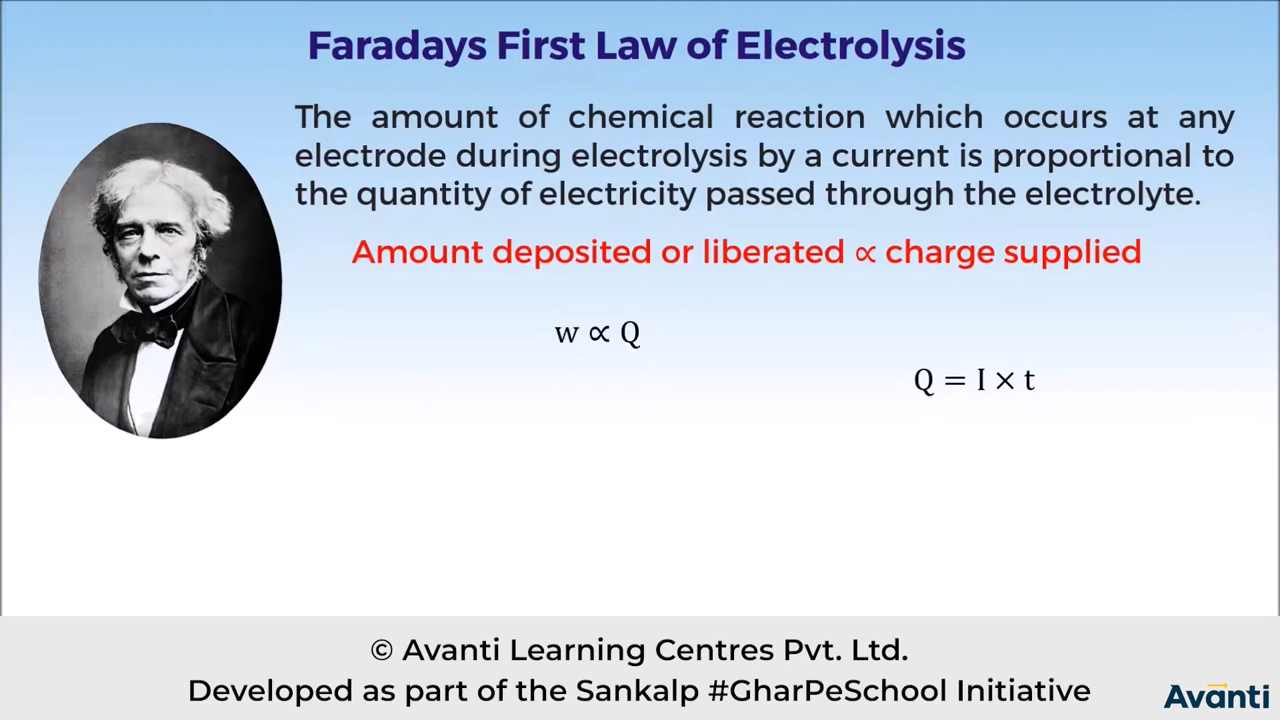 Faradays First Law of Electrolysis
The amount of chemical reaction which occurs at any
electrode during electrolysis by a current is proportional to
the quantity of electricity passed through the electrolyte.
Amount deposited or liberated ∝ charge supplied
w ∝ Q
Q = I × t
© Avanti Learning Centres Pvt. Ltd.
Developed as part of the Sankalp #GharPeSchool Initiative
Avanti